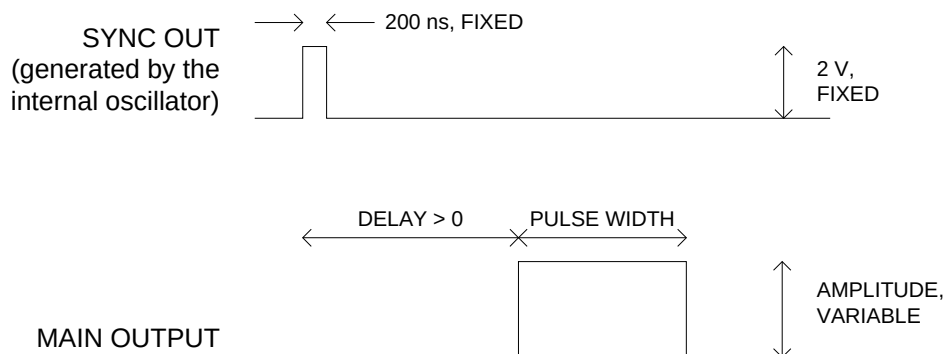 200 ns, FIXED
SYNC OUT
(generated by the
internal oscillator)
2 V,
FIXED
DELAY > 0
PULSE WIDTH
AMPLITUDE,
VARIABLE
MAIN OUTPUT